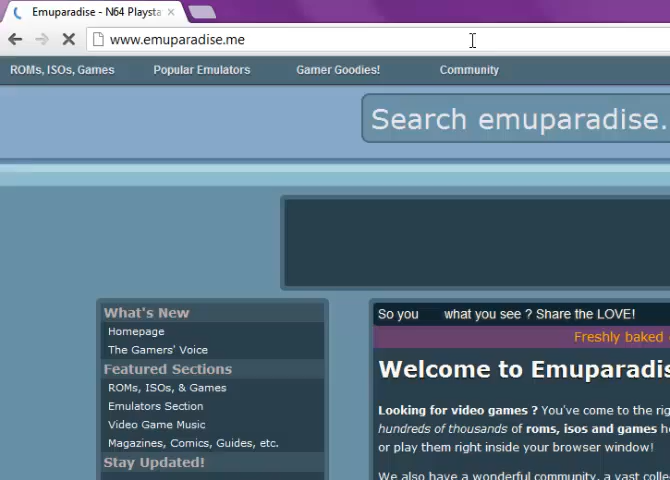 Emuparadise - N64 Playsta
www.emuparadise.me
ROMs, ISOs, Games Popular Emulators Gamer Goodies! Community
Search emuparadise.
What's New
Homepage
The Gamers' Voice
Featured Sections
ROMs, ISOs, & Games
Emulators Section
Video Game Music
Magazines, Comics, Guides, etc.
Stay Updated!
So you what you see ? Share the LOVE!
Freshly baked
Welcome to Emuparadis
Looking for video games ? You've come to the rig
hundreds of thousands of roms, isos and games h
or play them right inside your browser window!
We also have a wonderful community, a vast collec